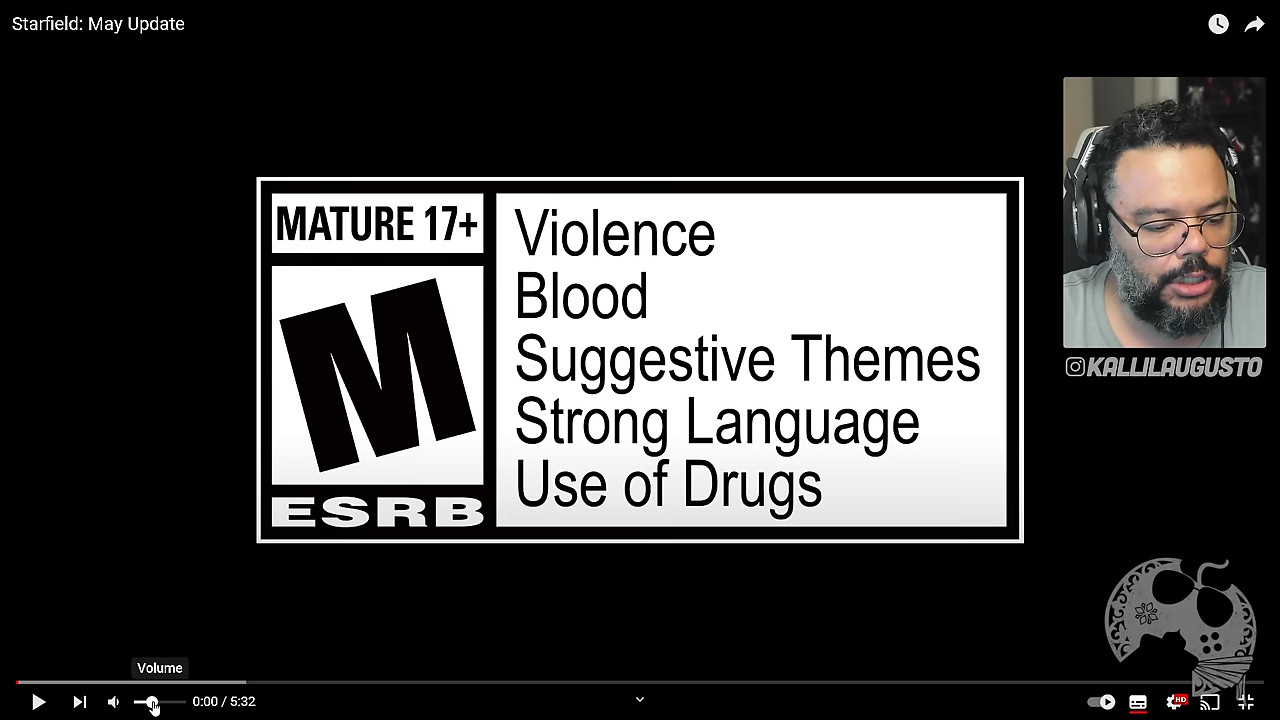 Starfield: May Update
MATURE 17+
M
ESRB
Violence
Blood
Suggestive Themes
Strong Language
Use of Drugs
KALLILAUGUSTO
Volume
0:00 / 5:32
HD